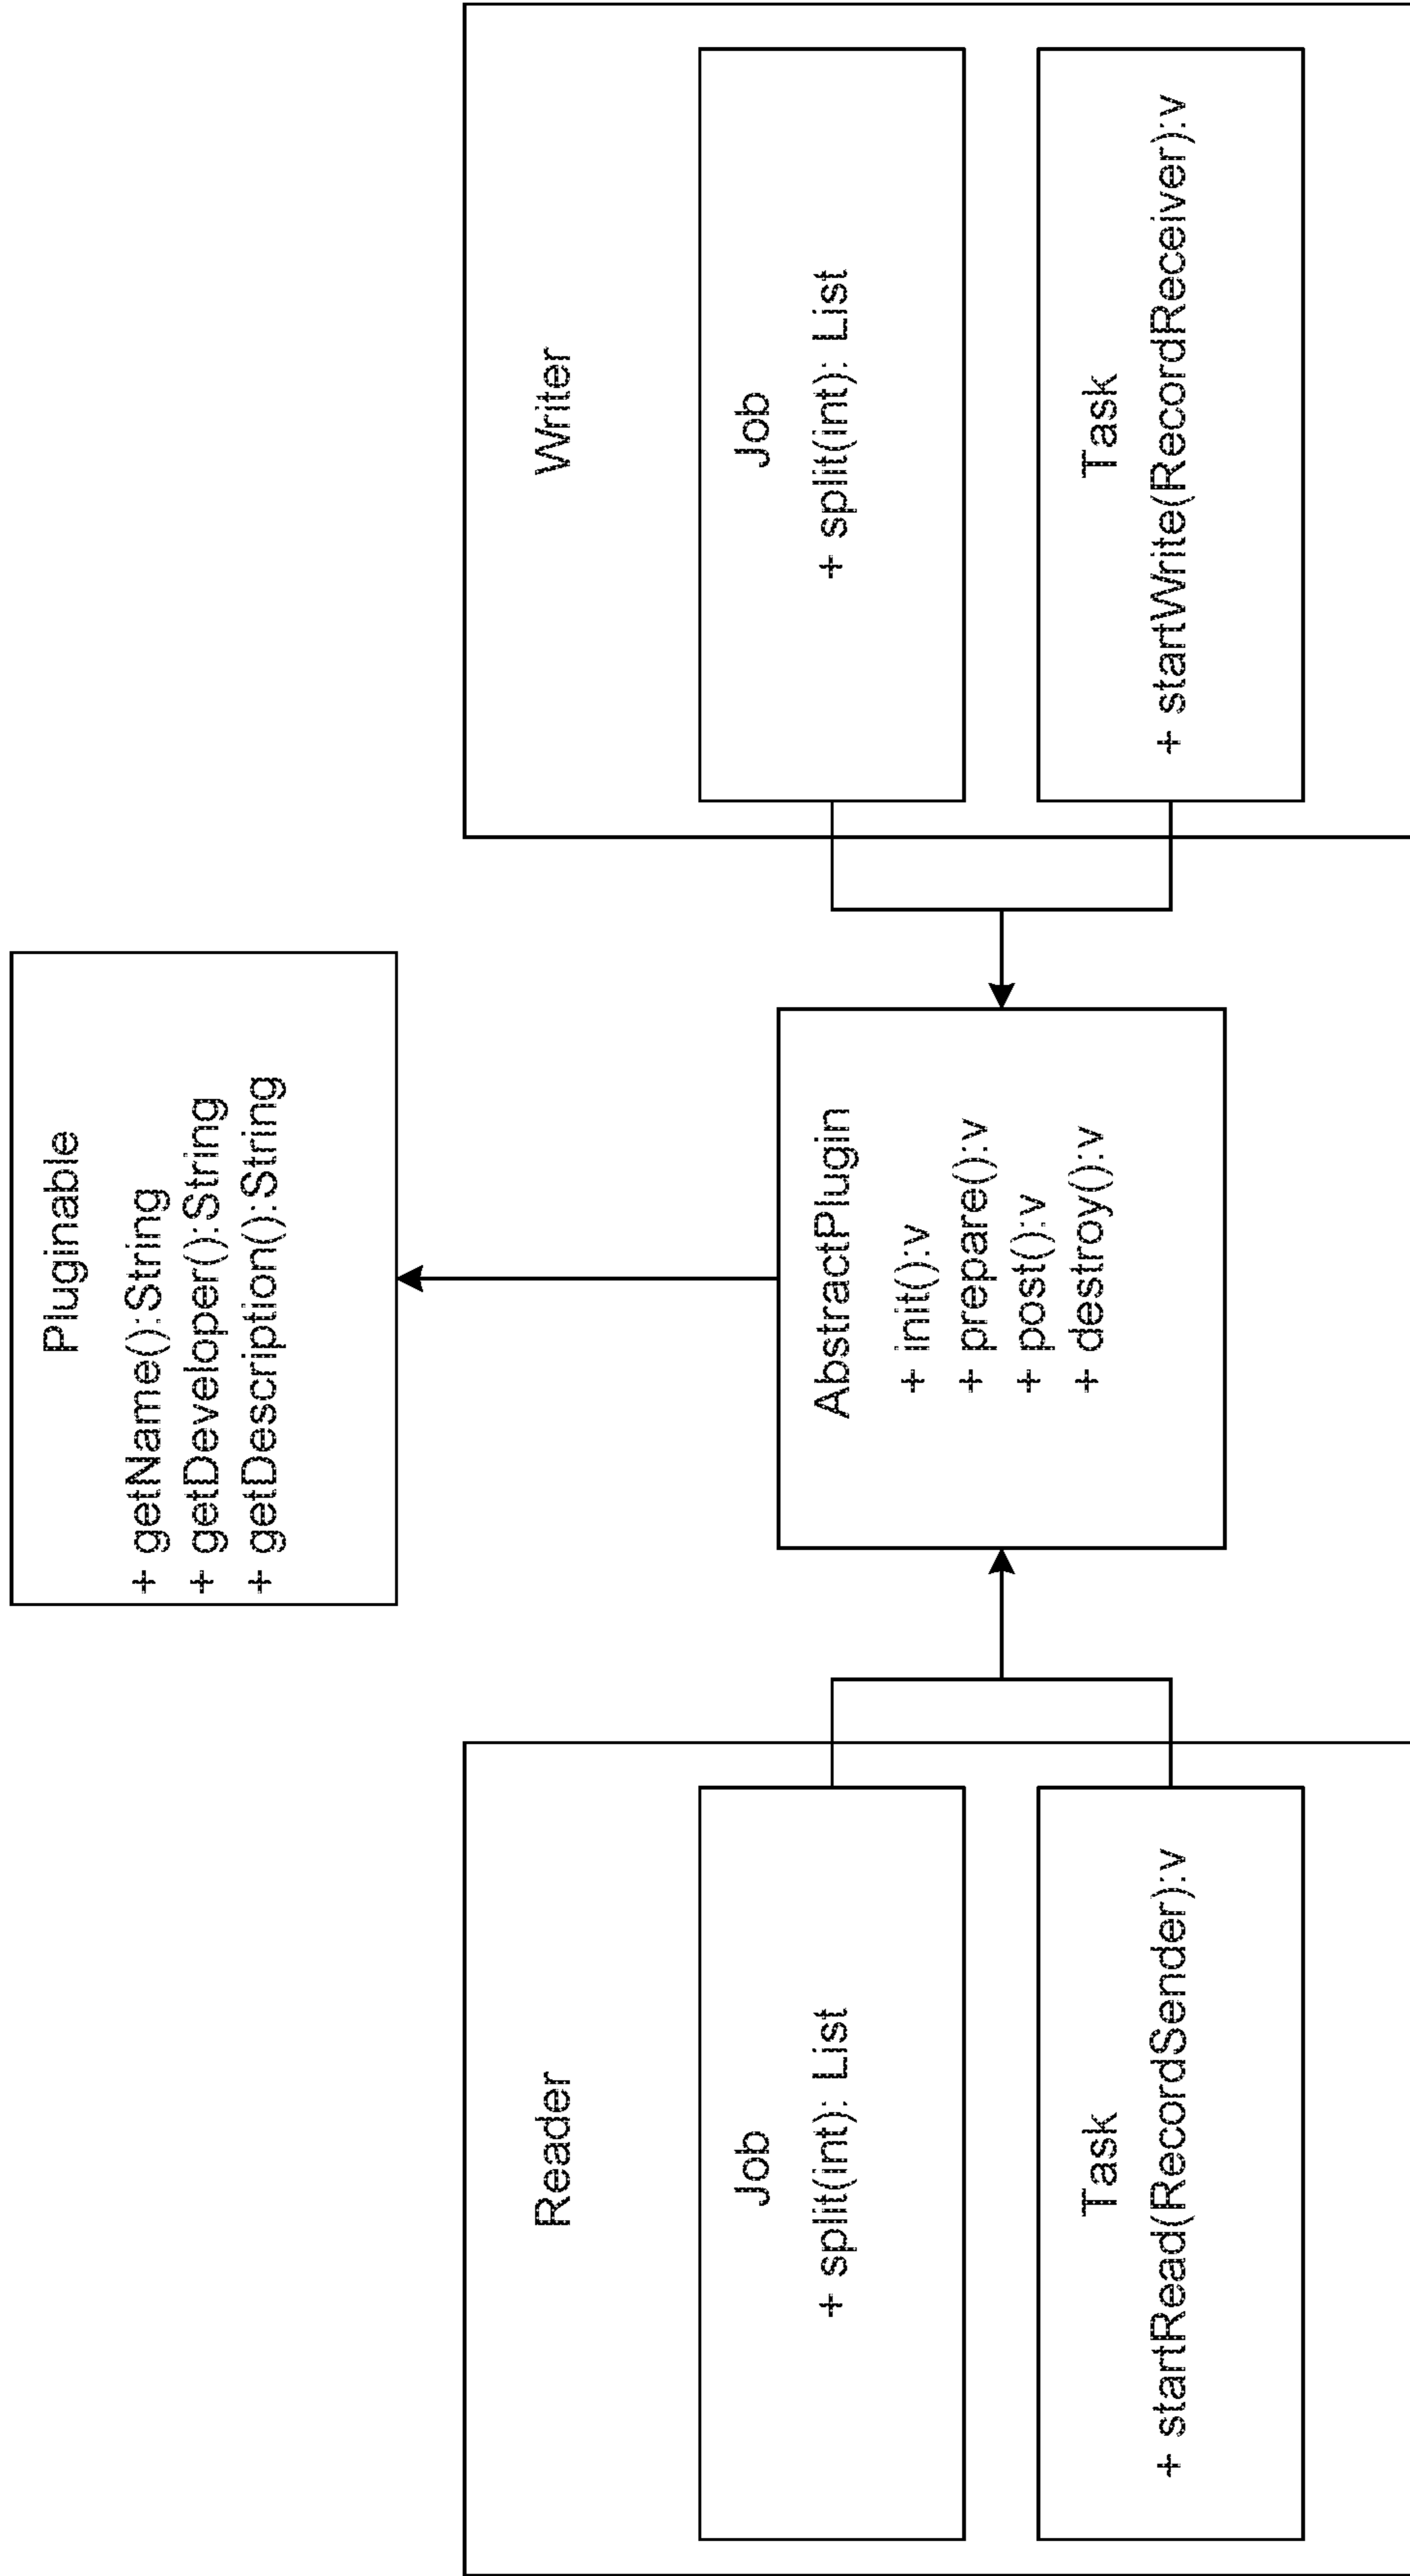 Pluginable
+ getName():String
+ getDeveloper():String
+ getDescription():String
Reader
Job
+ split(int): List
Task
+ startRead(RecordSender):v
AbstractPlugin
+ init():v
+ prepare():v
+ post():v
+ destroy():v
Writer
Job
+ split(int): List
Task
+ startWrite(RecordReceiver):v